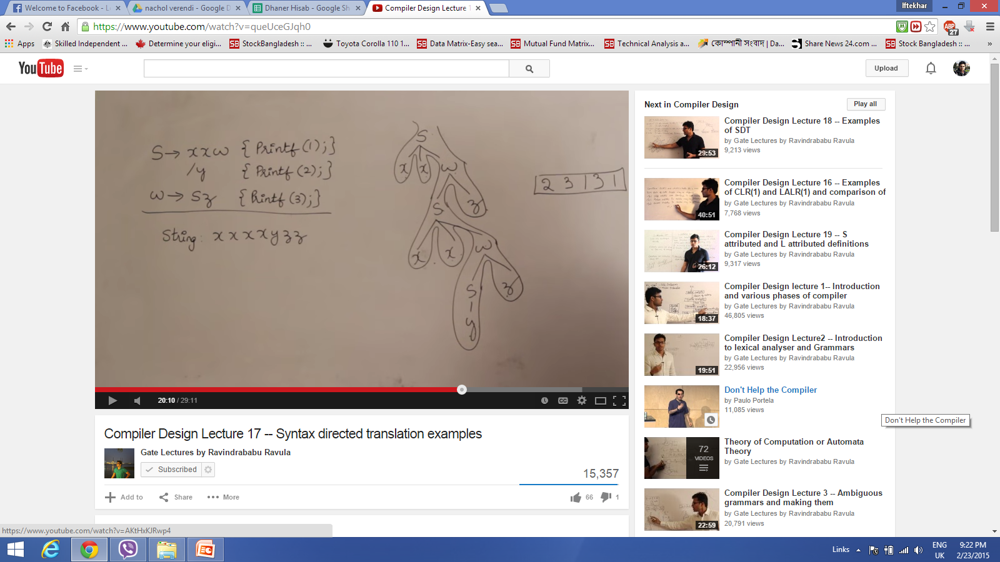 Welcome to Facebook - L
nachol verendi - Google D
Dhaner Hisab - Google Sh
Compiler Design Lecture 1
Iftekhar
https://www.youtube.com/watch?v=queUceGJqh0
ABP
27
Apps
Skilled Independent ...
Determine your eligi...
StockBangladesh :: ...
Toyota Corolla 110 1...
Data Matrix-Easy sea...
Mutual Fund Matrix...
Technical Analysis a...
কোম্পানী সংবাদ | Da...
Share News 24.com ...
Stock Bangladesh :: ...
»
YouTube
Upload
S → x x w { Printf (1); }
/y { Printf (2); }
w → S z { Printf (3); }
String: x x x x y z z
S
x x w
S z
x x w
S z
y
2 3 1 3 1
20:10 / 29:11
CC
Compiler Design Lecture 17 -- Syntax directed translation examples
Gate Lectures by Ravindrababu Ravula
Subscribed
15,357
Add to
Share
More
66
1
Next in Compiler Design
Play all
Compiler Design Lecture 18 -- Examples
of SDT
by Gate Lectures by Ravindrababu Ravula
9,213 views
29:53
Compiler Design Lecture 16 -- Examples
of CLR(1) and LALR(1) and comparison of
by Gate Lectures by Ravindrababu Ravula
7,768 views
40:51
Compiler Design Lecture 19 -- S
attributed and L attributed definitions
by Gate Lectures by Ravindrababu Ravula
9,317 views
26:12
Compiler Design lecture 1-- Introduction
and various phases of compiler
by Gate Lectures by Ravindrababu Ravula
46,805 views
18:37
Compiler Design Lecture2 -- Introduction
to lexical analyser and Grammars
by Gate Lectures by Ravindrababu Ravula
22,956 views
19:51
Don't Help the Compiler
by Paulo Portela
11,085 views
Don't Help the Compiler
Theory of Computation or Automata
Theory
by Gate Lectures by Ravindrababu Ravula
72
VIDEOS
Compiler Design Lecture 3 -- Ambiguous
grammars and making them
by Gate Lectures by Ravindrababu Ravula
20,791 views
22:59
https://www.youtube.com/watch?v=AKtHxKJRwp4
Links
ENG
UK
9:22 PM
2/23/2015